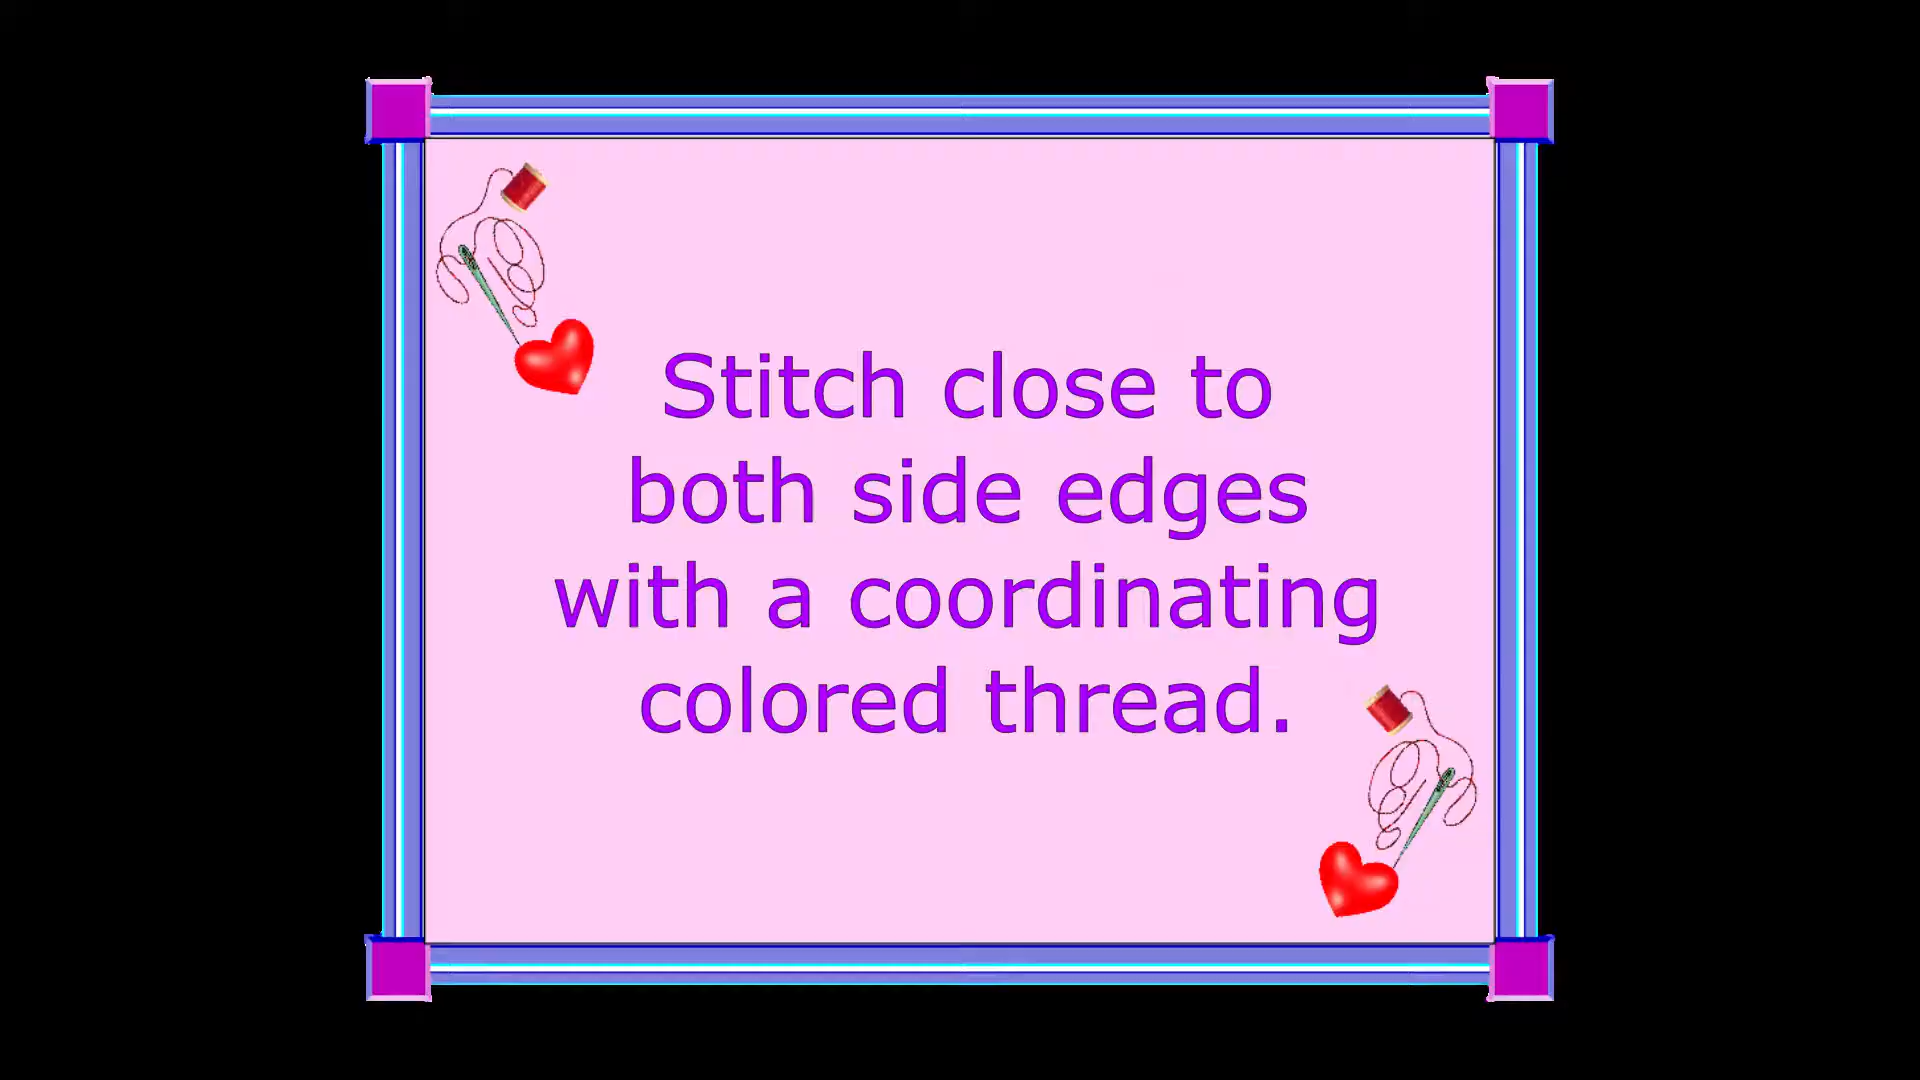 Stitch close to
both side edges
with a coordinating
colored thread.